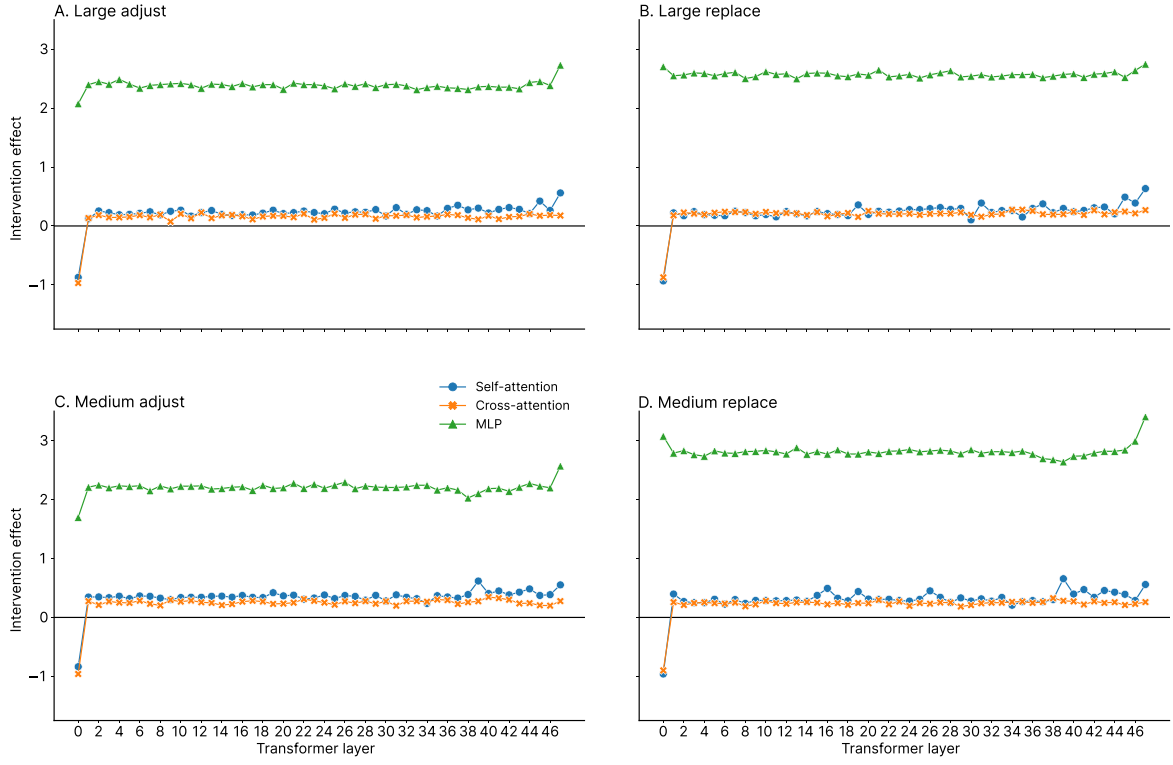 A. Large adjust
B. Large replace
Intervention effect
3
2
1
0
−1
Self-attention
Cross-attention
MLP
C. Medium adjust
D. Medium replace
Intervention effect
3
2
1
0
−1
0 2 4 6 8 10 12 14 16 18 20 22 24 26 28 30 32 34 36 38 40 42 44 46
0 2 4 6 8 10 12 14 16 18 20 22 24 26 28 30 32 34 36 38 40 42 44 46
Transformer layer
Transformer layer